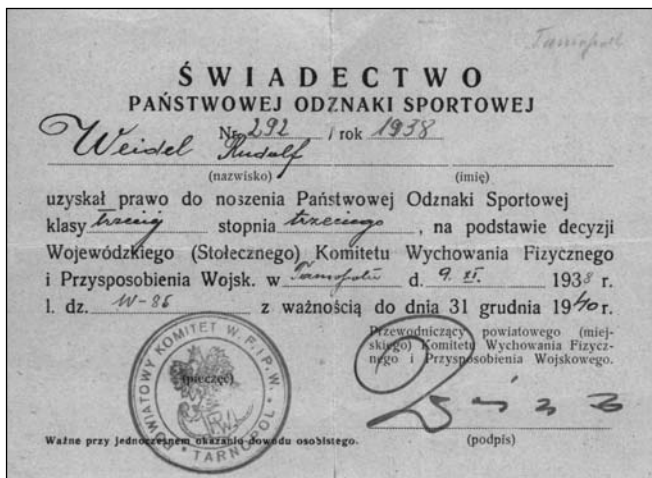 Tarnopol
ŚWIADECTWO
PAŃSTWOWEJ ODZNAKI SPORTOWEJ
Nr. 292 / rok 1938
Weidel Rudolf
(nazwisko) (imię)
uzyskał prawo do noszenia Państwowej Odznaki Sportowej
klasy trzeciej stopnia trzeciego, na podstawie decyzji
Wojewódzkiego (Stołecznego) Komitetu Wychowania Fizycznego
i Przysposobienia Wojsk. w Tarnopolu d. 9. XI. 1938 r.
l. dz. W-86 z ważnością do dnia 31 grudnia 1940 r.
Przewodniczący powiatowego (miej-
skiego) Komitetu Wychowania Fizycz-
nego i Przysposobienia Wojskowego.
POWIATOWY KOMITET W.F.i P.W. • TARNOPOL •
(pieczęć)
Ważne przy jednoczesnem okazaniu dowodu osobistego.
(podpis)